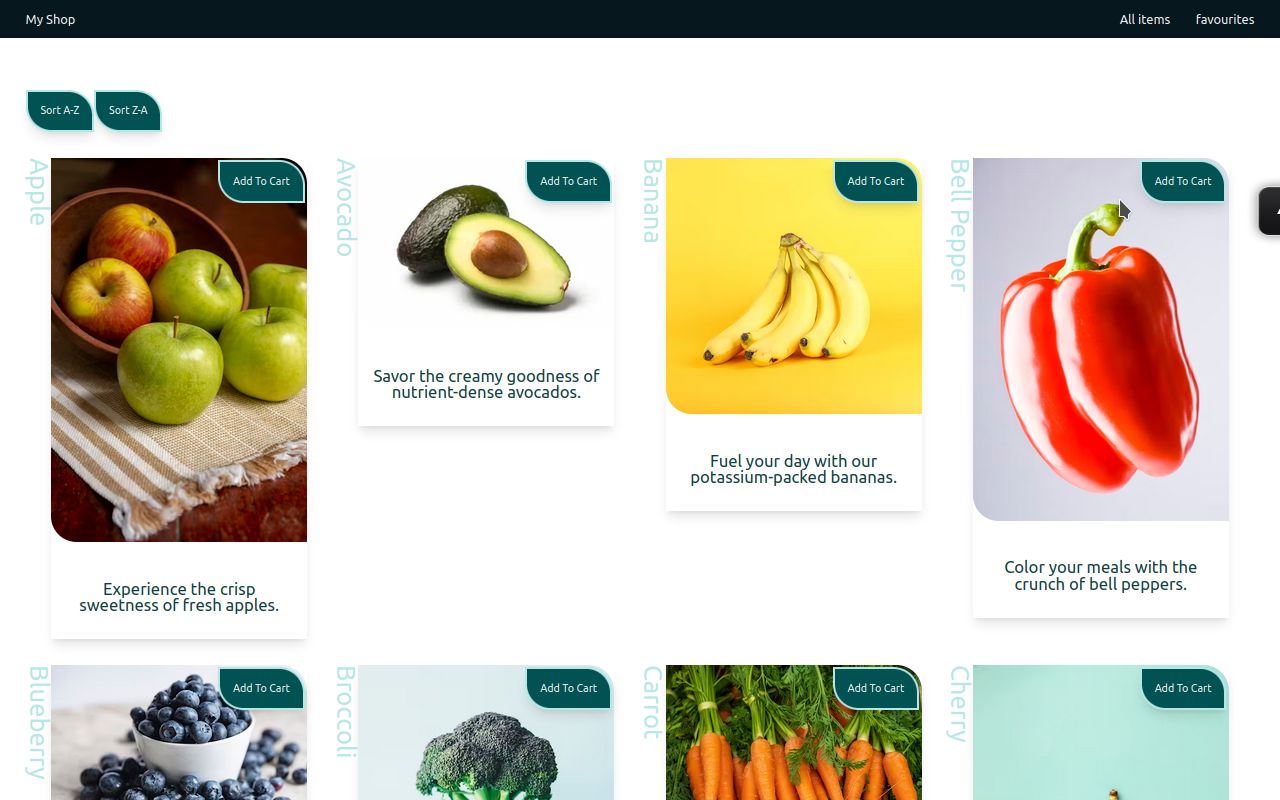 My Shop
All items
favourites
Sort A-Z
Sort Z-A
Apple
Add To Cart
Experience the crisp
sweetness of fresh apples.
Avocado
Add To Cart
Savor the creamy goodness of
nutrient-dense avocados.
Banana
Add To Cart
Fuel your day with our
potassium-packed bananas.
Bell Pepper
Add To Cart
Color your meals with the
crunch of bell peppers.
Blueberry
Add To Cart
Broccoli
Add To Cart
Carrot
Add To Cart
Cherry
Add To Cart